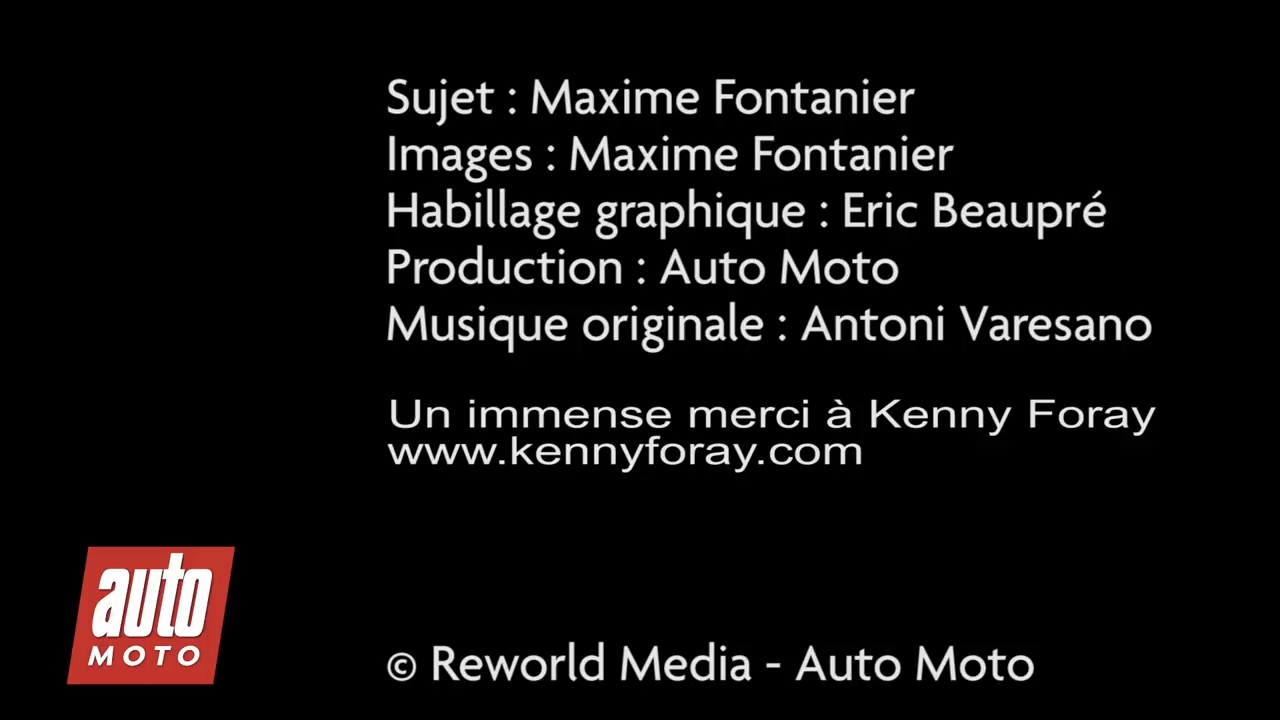 Sujet : Maxime Fontanier
Images : Maxime Fontanier
Habillage graphique : Eric Beaupré
Production : Auto Moto
Musique originale : Antoni Varesano
Un immense merci à Kenny Foray
www.kennyforay.com
auto
MOTO
© Reworld Media - Auto Moto